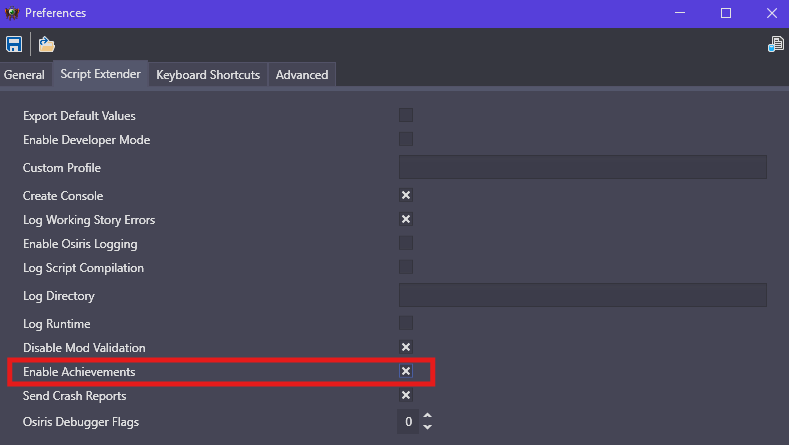 Preferences
General Script Extender Keyboard Shortcuts Advanced
Export Default Values
Enable Developer Mode
Custom Profile
Create Console
Log Working Story Errors
Enable Osiris Logging
Log Script Compilation
Log Directory
Log Runtime
Disable Mod Validation
Enable Achievements
Send Crash Reports
Osiris Debugger Flags 0